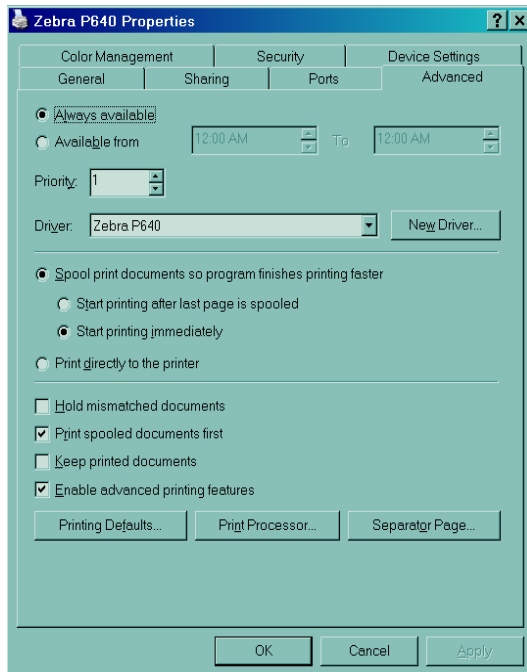 Zebra P640 Properties
Color Management Security Device Settings
General Sharing Ports Advanced
Always available
Available from 12:00 AM To 12:00 AM
Priority: 1
Driver: Zebra P640 New Driver...
Spool print documents so program finishes printing faster
Start printing after last page is spooled
Start printing immediately
Print directly to the printer
Hold mismatched documents
Print spooled documents first
Keep printed documents
Enable advanced printing features
Printing Defaults... Print Processor... Separator Page...
OK Cancel Apply